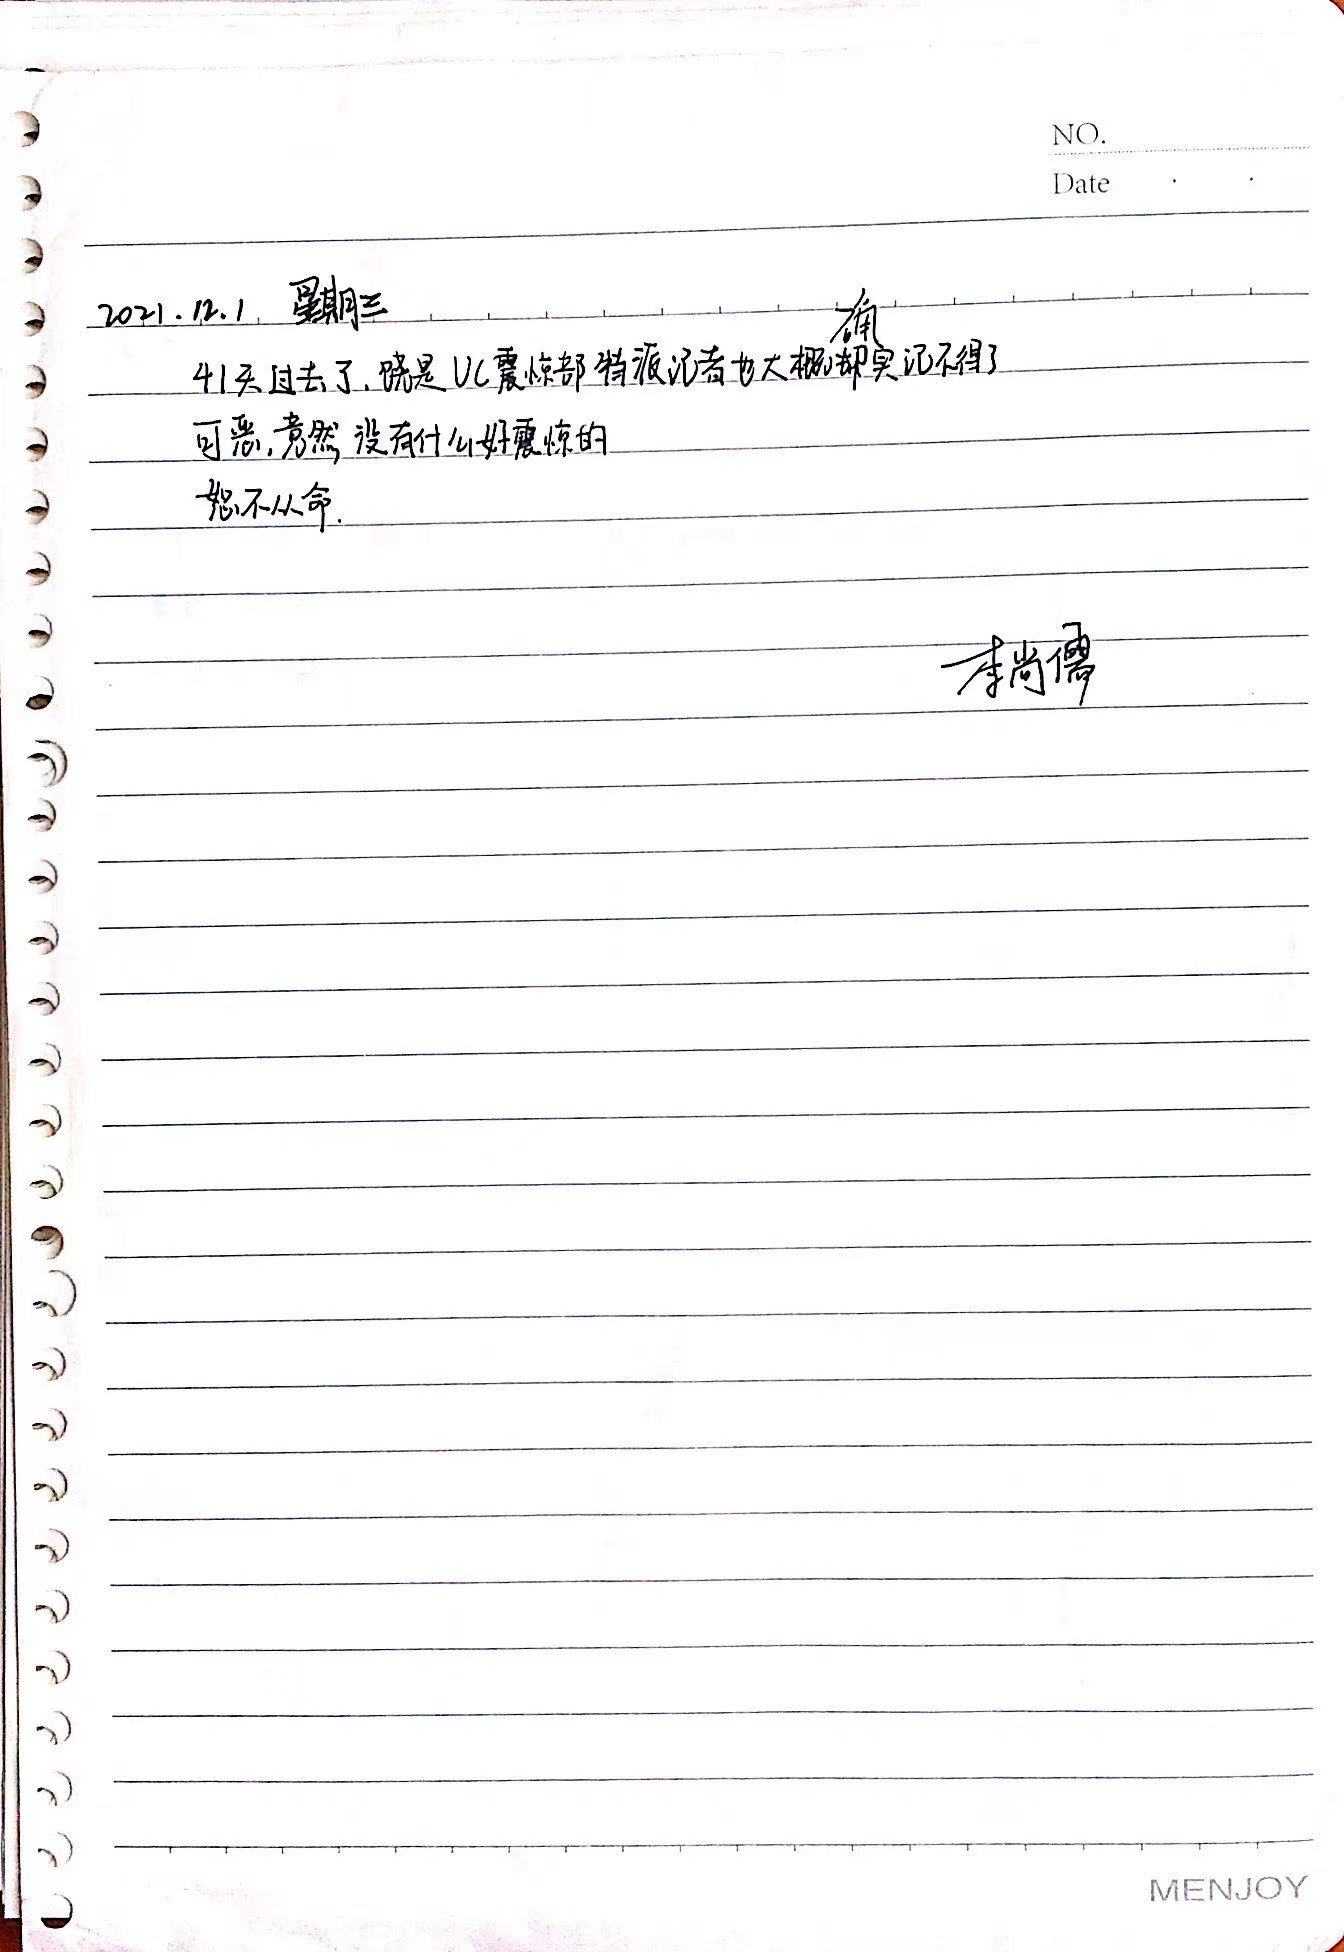 NO.
Date
2021.12.1 星期三
确
41天过去了,饶是UC震惊部特派记者也大概却实记不得了
可恶,竟然没有什么好震惊的
恕不从命.
李尚儒
MENJOY